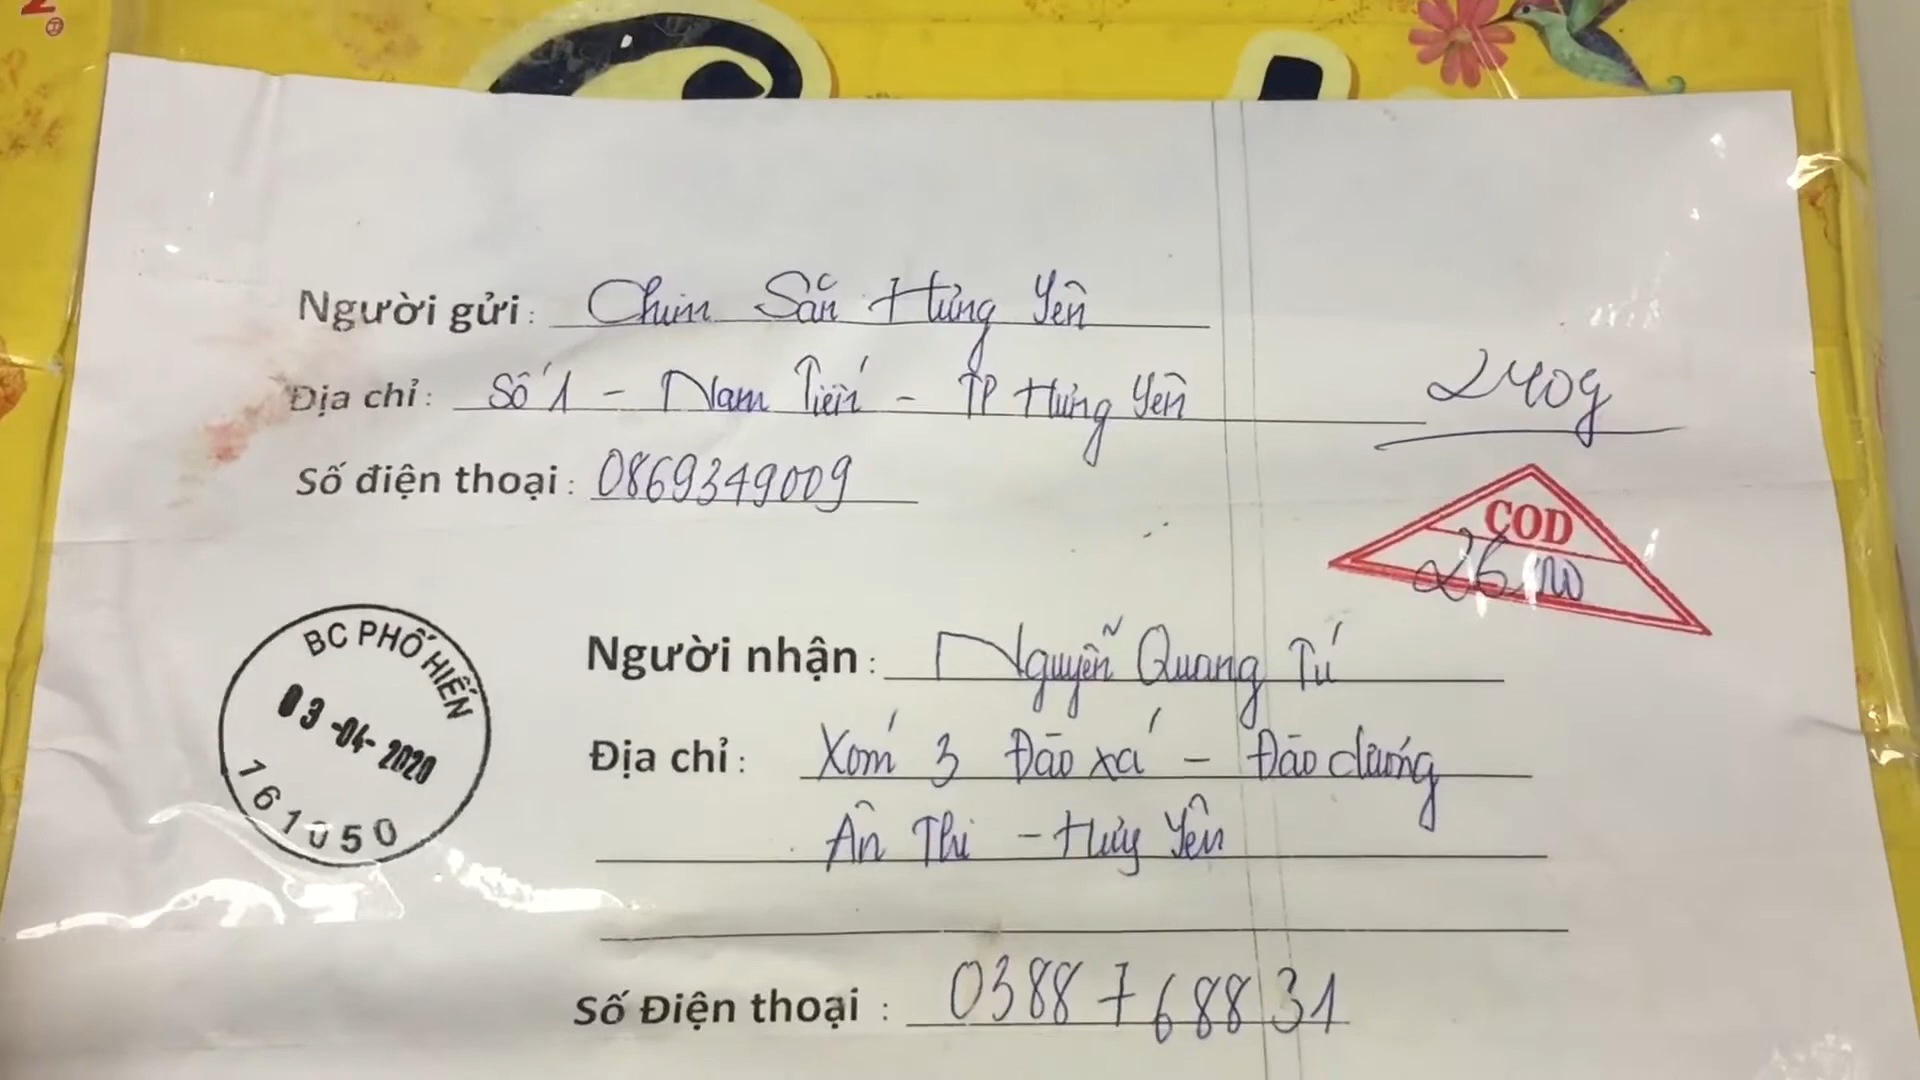 Người gửi: Chim Sẵn Hưng Yên
Địa chỉ: Số 1 - Nam Tiến - TP Hưng Yên
240g
Số điện thoại: 0869349009
COD
BC PHỐ HIẾN
03-04-2020
161050
Người nhận: Nguyễn Quang Tú
Địa chỉ: Xóm 3 Đào xá - Đào dương
Ân Thi - Hưng Yên
Số Điện thoại: 0388768831